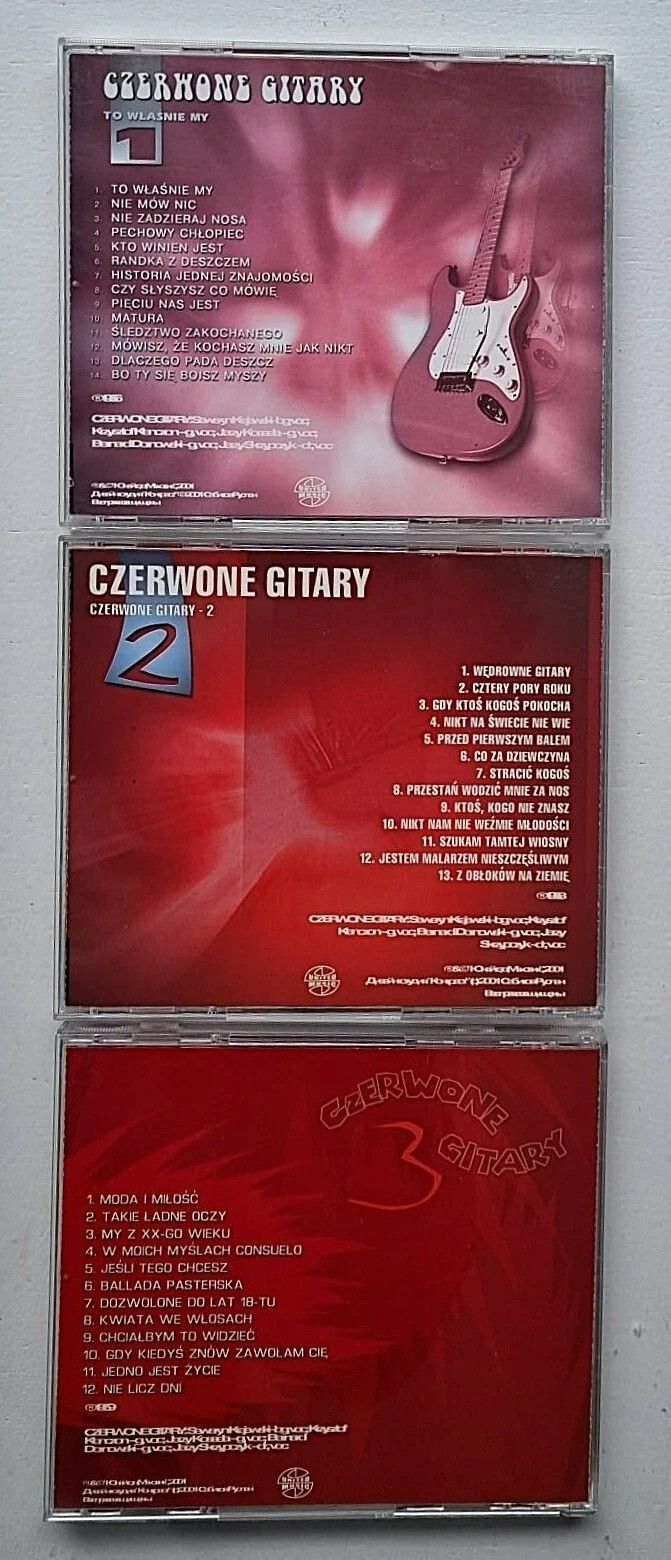 CZERWONE GITARY
TO WŁAŚNIE MY
1
1. TO WŁAŚNIE MY
2. NIE MÓW NIC
3. NIE ZADZIERAJ NOSA
4. PECHOWY CHŁOPIEC
5. KTO WINIEN JEST
6. RANDKA Z DESZCZEM
7. HISTORIA JEDNEJ ZNAJOMOŚCI
8. CZY SŁYSZYSZ CO MÓWIĘ
9. PIĘCIU NAS JEST
10. MATURA
11. ŚLEDZTWO ZAKOCHANEGO
12. MÓWISZ, ŻE KOCHASZ MNIE JAK NIKT
13. DLACZEGO PADA DESZCZ
14. BO TY SIĘ BOISZ MYSZY
UNITED
MUSIC
CZERWONE GITARY
CZERWONE GITARY - 2
2
1. WĘDROWNE GITARY
2. CZTERY PORY ROKU
3. GDY KTOŚ KOGOŚ POKOCHA
4. NIKT NA ŚWIECIE NIE WIE
5. PRZED PIERWSZYM BALEM
6. CO ZA DZIEWCZYNA
7. STRACIĆ KOGOŚ
8. PRZESTAŃ WODZIĆ MNIE ZA NOS
9. KTOŚ, KOGO NIE ZNASZ
10. NIKT NAM NIE WEŹMIE MŁODOŚCI
11. SZUKAM TAMTEJ WIOSNY
12. JESTEM MALARZEM NIESZCZĘŚLIWYM
13. Z OBŁOKÓW NA ZIEMIĘ
UNITED
MUSIC
CZERWONE
3 GITARY
1. MODA I MIŁOŚĆ
2. TAKIE ŁADNE OCZY
3. MY Z XX-GO WIEKU
4. W MOICH MYŚLACH CONSUELO
5. JEŚLI TEGO CHCESZ
6. BALLADA PASTERSKA
7. DOZWOLONE DO LAT 18-TU
8. KWIATA WE WŁOSACH
9. CHCIAŁBYM TO WIDZIEĆ
10. GDY KIEDYŚ ZNÓW ZAWOŁAM CIĘ
11. JEDNO JEST ŻYCIE
12. NIE LICZ DNI
UNITED
MUSIC